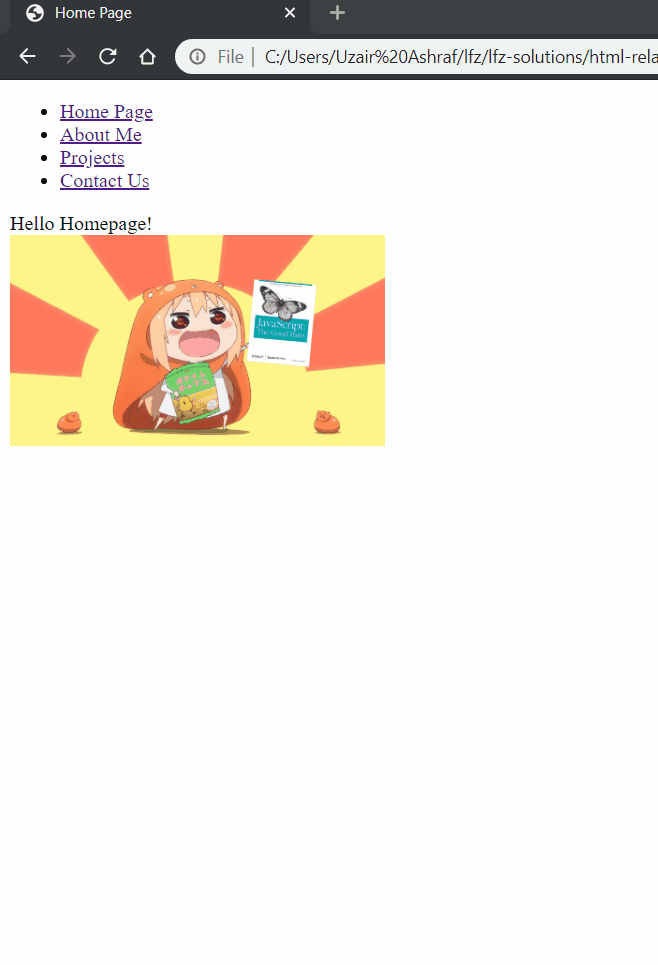 Home Page
File | C:/Users/Uzair%20Ashraf/lfz/lfz-solutions/html-rela
Home Page
About Me
Projects
Contact Us
Hello Homepage!
JavaScript:
The Good Parts